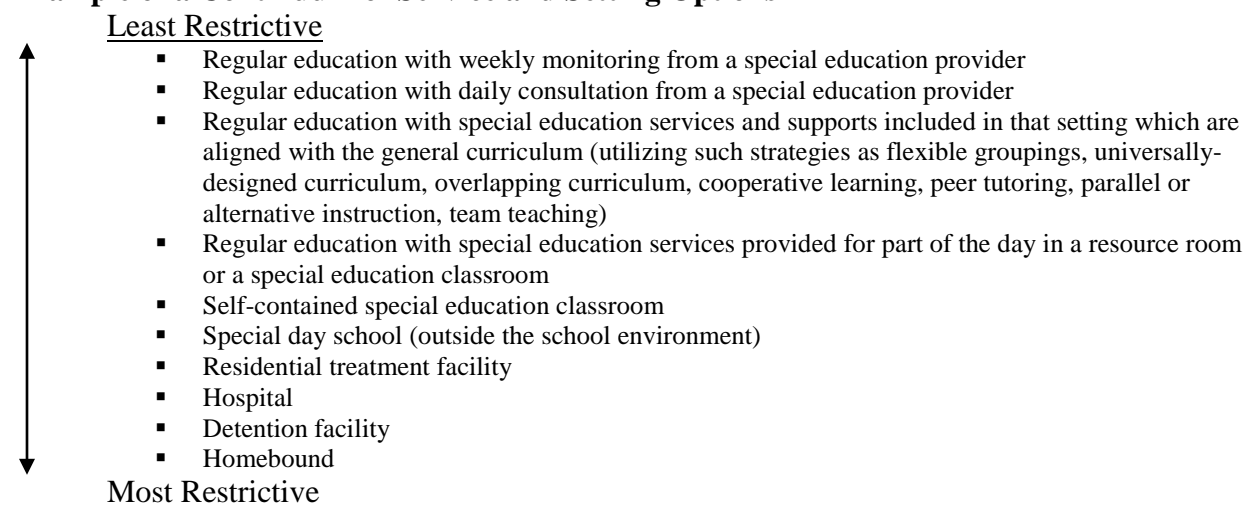 Least Restrictive
▪ Regular education with weekly monitoring from a special education provider
▪ Regular education with daily consultation from a special education provider
▪ Regular education with special education services and supports included in that setting which are
aligned with the general curriculum (utilizing such strategies as flexible groupings, universally-
designed curriculum, overlapping curriculum, cooperative learning, peer tutoring, parallel or
alternative instruction, team teaching)
▪ Regular education with special education services provided for part of the day in a resource room
or a special education classroom
▪ Self-contained special education classroom
▪ Special day school (outside the school environment)
▪ Residential treatment facility
▪ Hospital
▪ Detention facility
▪ Homebound
Most Restrictive